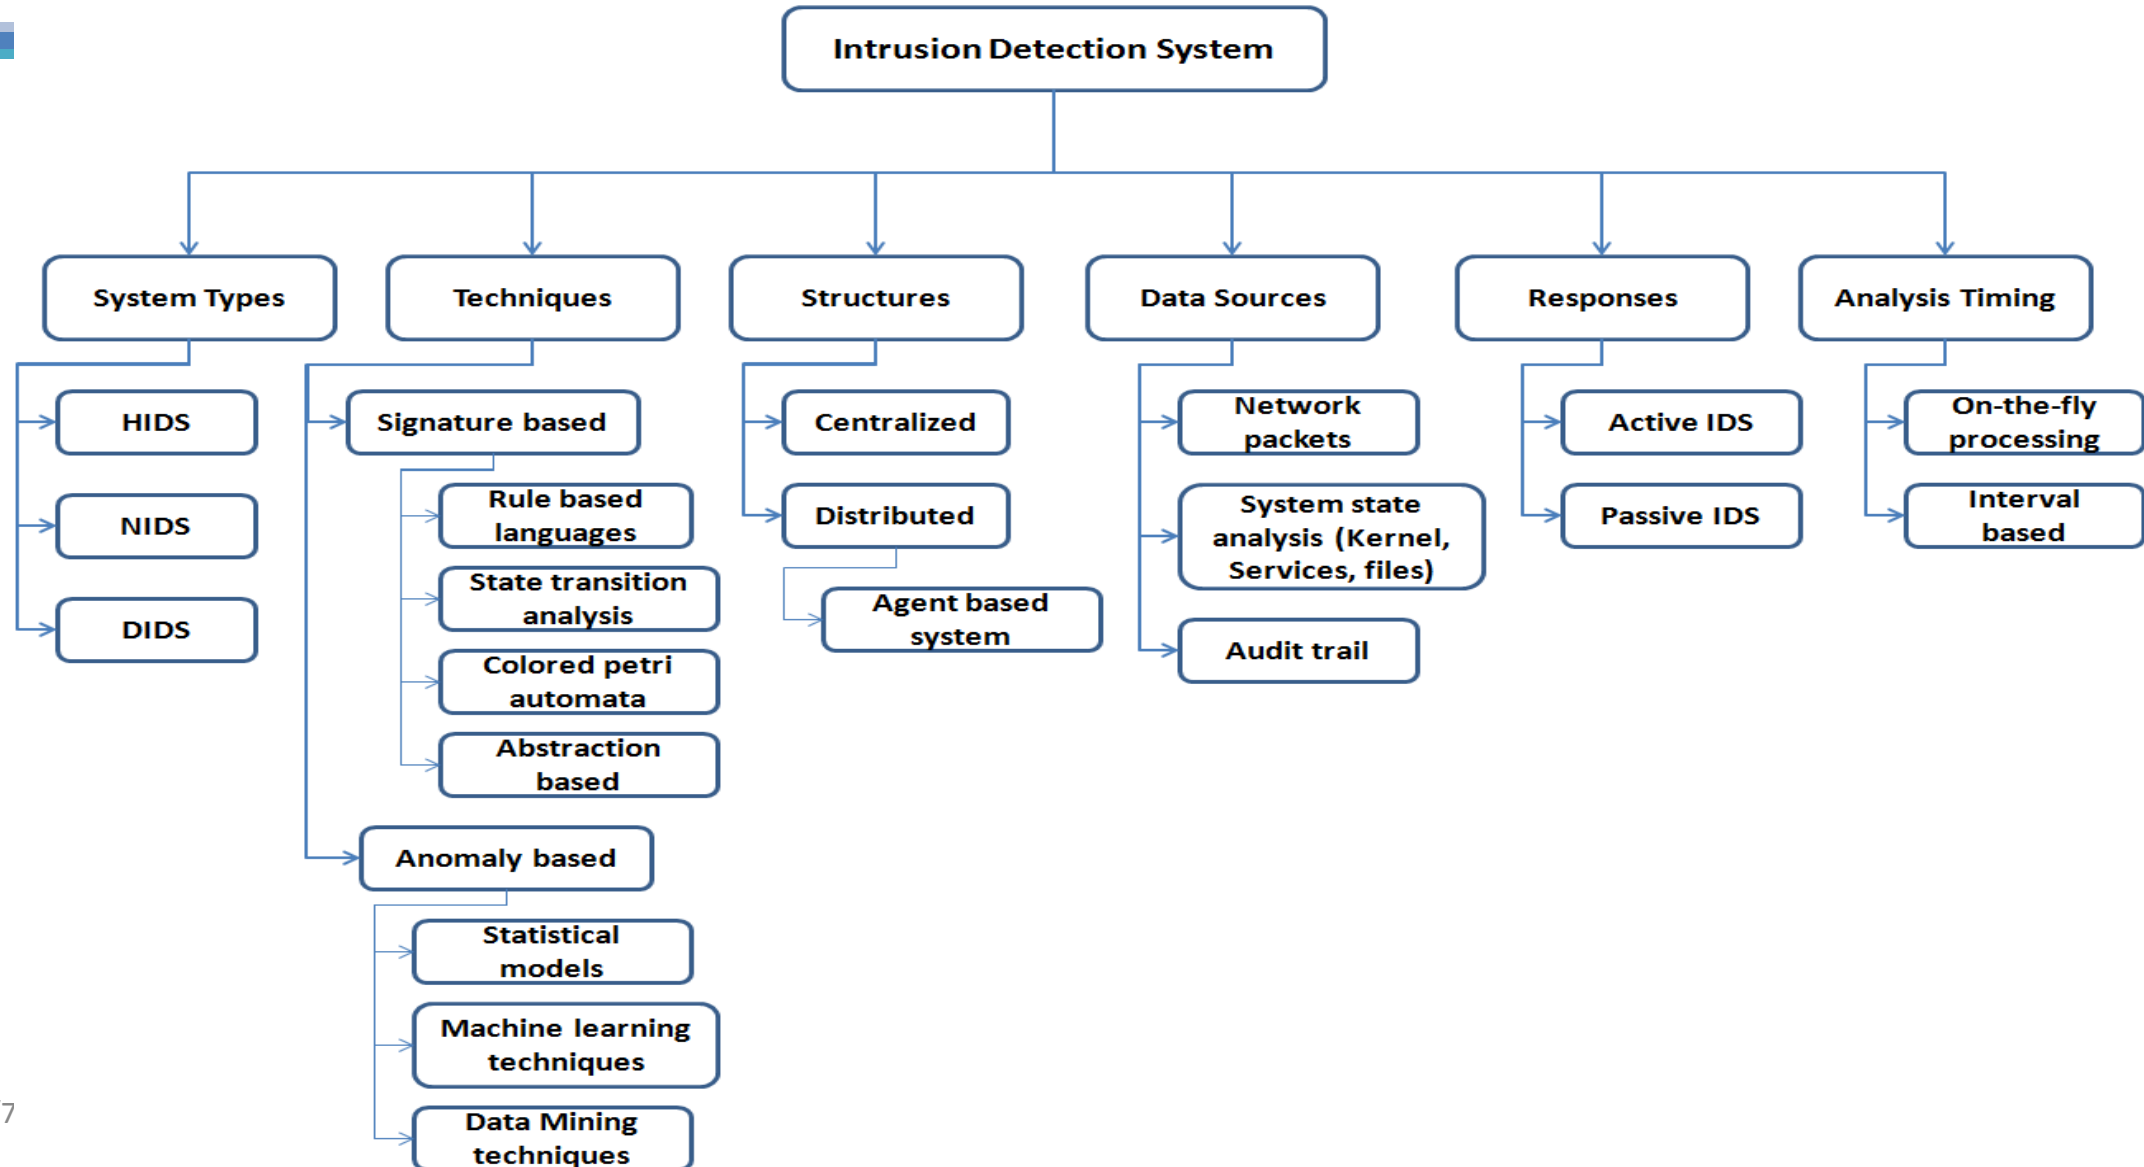 Intrusion Detection System
System Types
Techniques
Structures
Data Sources
Responses
Analysis Timing
HIDS
NIDS
DIDS
Signature based
Rule based
languages
State transition
analysis
Colored petri
automata
Abstraction
based
Anomaly based
Statistical
models
Machine learning
techniques
Data Mining
techniques
Centralized
Distributed
Agent based
system
Network
packets
System state
analysis (Kernel,
Services, files)
Audit trail
Active IDS
Passive IDS
On-the-fly
processing
Interval
based
7